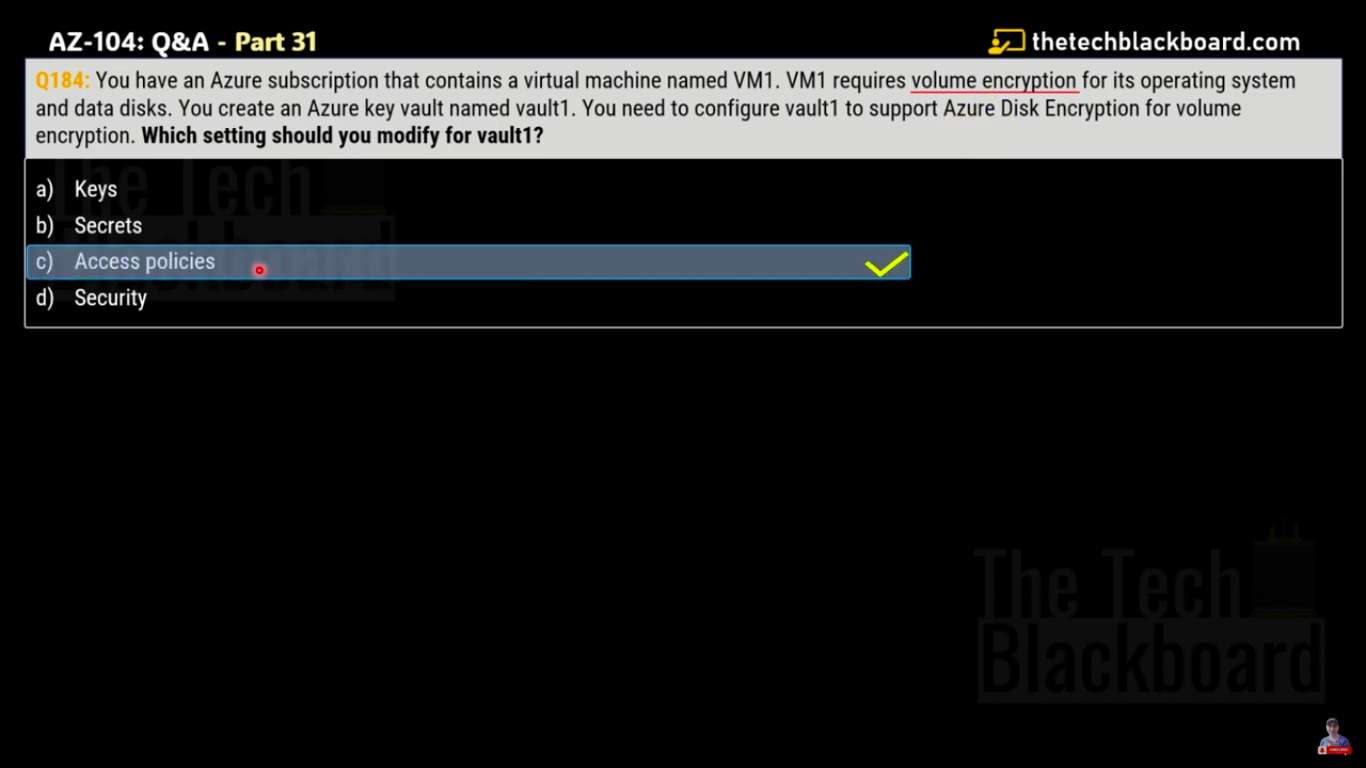 AZ-104: Q&A - Part 31
thetechblackboard.com
Q184: You have an Azure subscription that contains a virtual machine named VM1. VM1 requires volume encryption for its operating system
and data disks. You create an Azure key vault named vault1. You need to configure vault1 to support Azure Disk Encryption for volume
encryption. Which setting should you modify for vault1?
The Tech
Blackboard
a) Keys
b) Secrets
c) Access policies
d) Security
The Tech
Blackboard
SUBSCRIBE